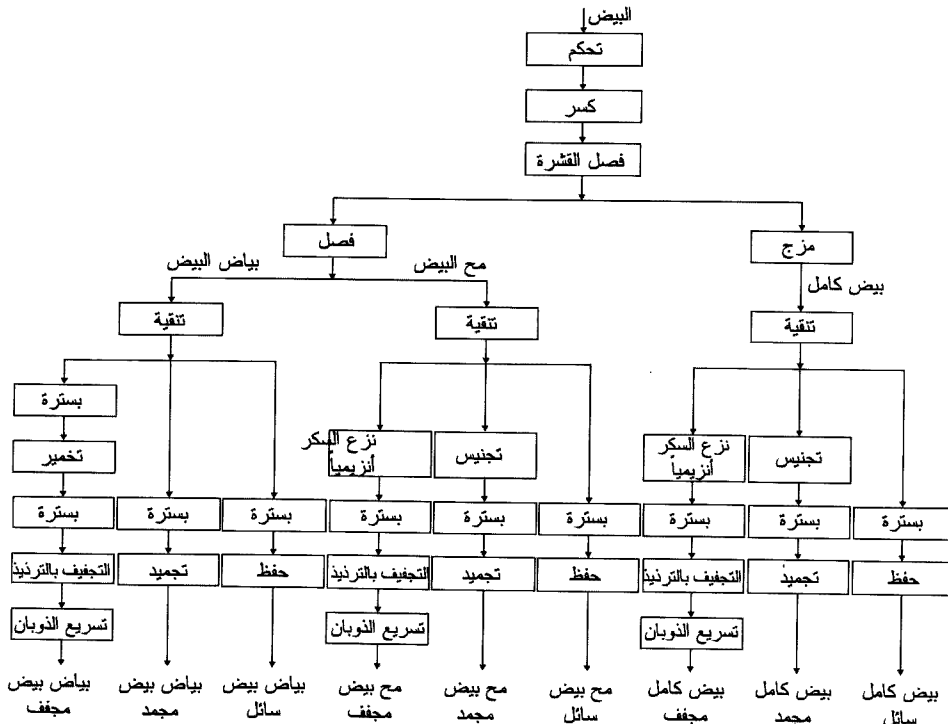 البيض
تحكم
كسر
فصل القشرة
مزج
فصل
بيض كامل
مح البيض
بياض البيض
تنقية
تنقية
تنقية
بسترة
نزع السكر
أنزيمياً
تجنيس
نزع السكر
أنزيمياً
تجنيس
تخمير
بسترة
بسترة
بسترة
بسترة
بسترة
بسترة
بسترة
بسترة
بسترة
حفظ
تجميد
التجفيف بالترذيذ
حفظ
تجميد
التجفيف بالترذيذ
حفظ
تجميد
التجفيف بالترذيذ
تسريع الذوبان
تسريع الذوبان
تسريع الذوبان
بيض كامل
سائل
بيض كامل
مجمد
بيض كامل
مجفف
مح بيض
سائل
مح بيض
مجمد
مح بيض
مجفف
بياض بيض
سائل
بياض بيض
مجمد
بياض بيض
مجفف